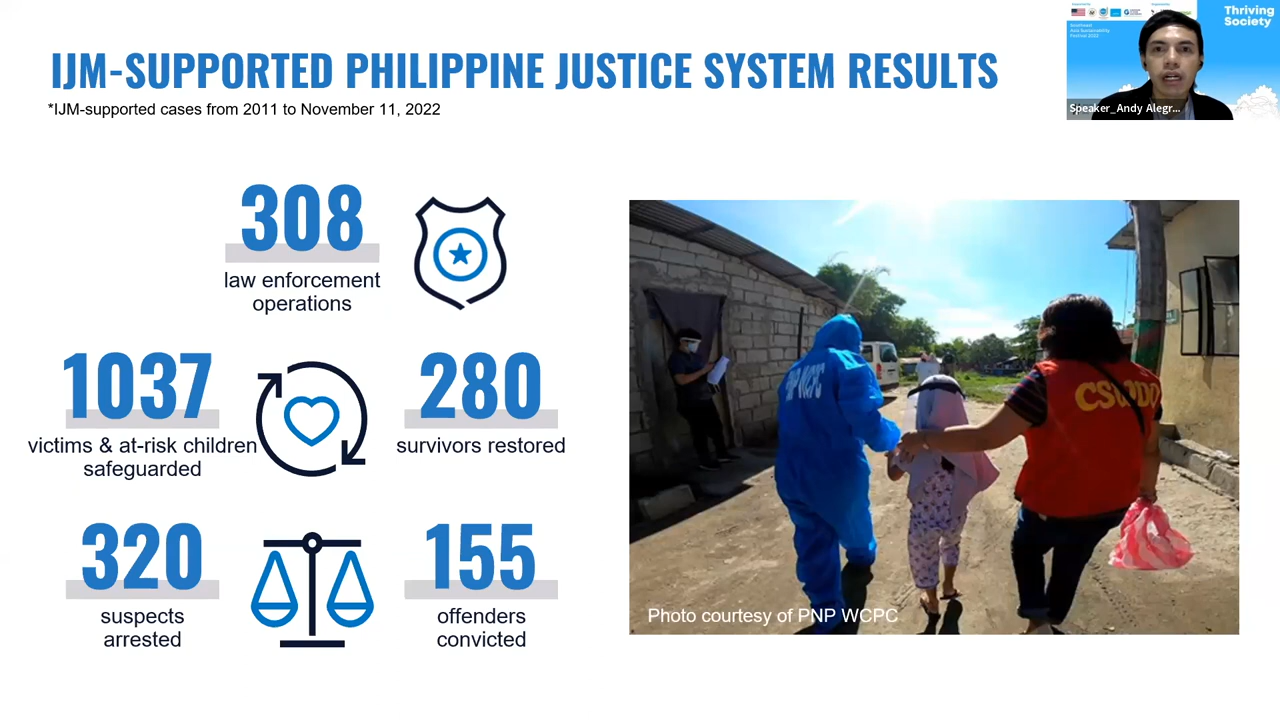 IJM-SUPPORTED PHILIPPINE JUSTICE SYSTEM RESULTS
*IJM-supported cases from 2011 to November 11, 2022
Thriving
Society
Speaker_Andy Alegr...
308
law enforcement
operations
1037
victims & at-risk children
safeguarded
280
survivors restored
320
suspects
arrested
155
offenders
convicted
WCPC
Photo courtesy of PNP WCPC